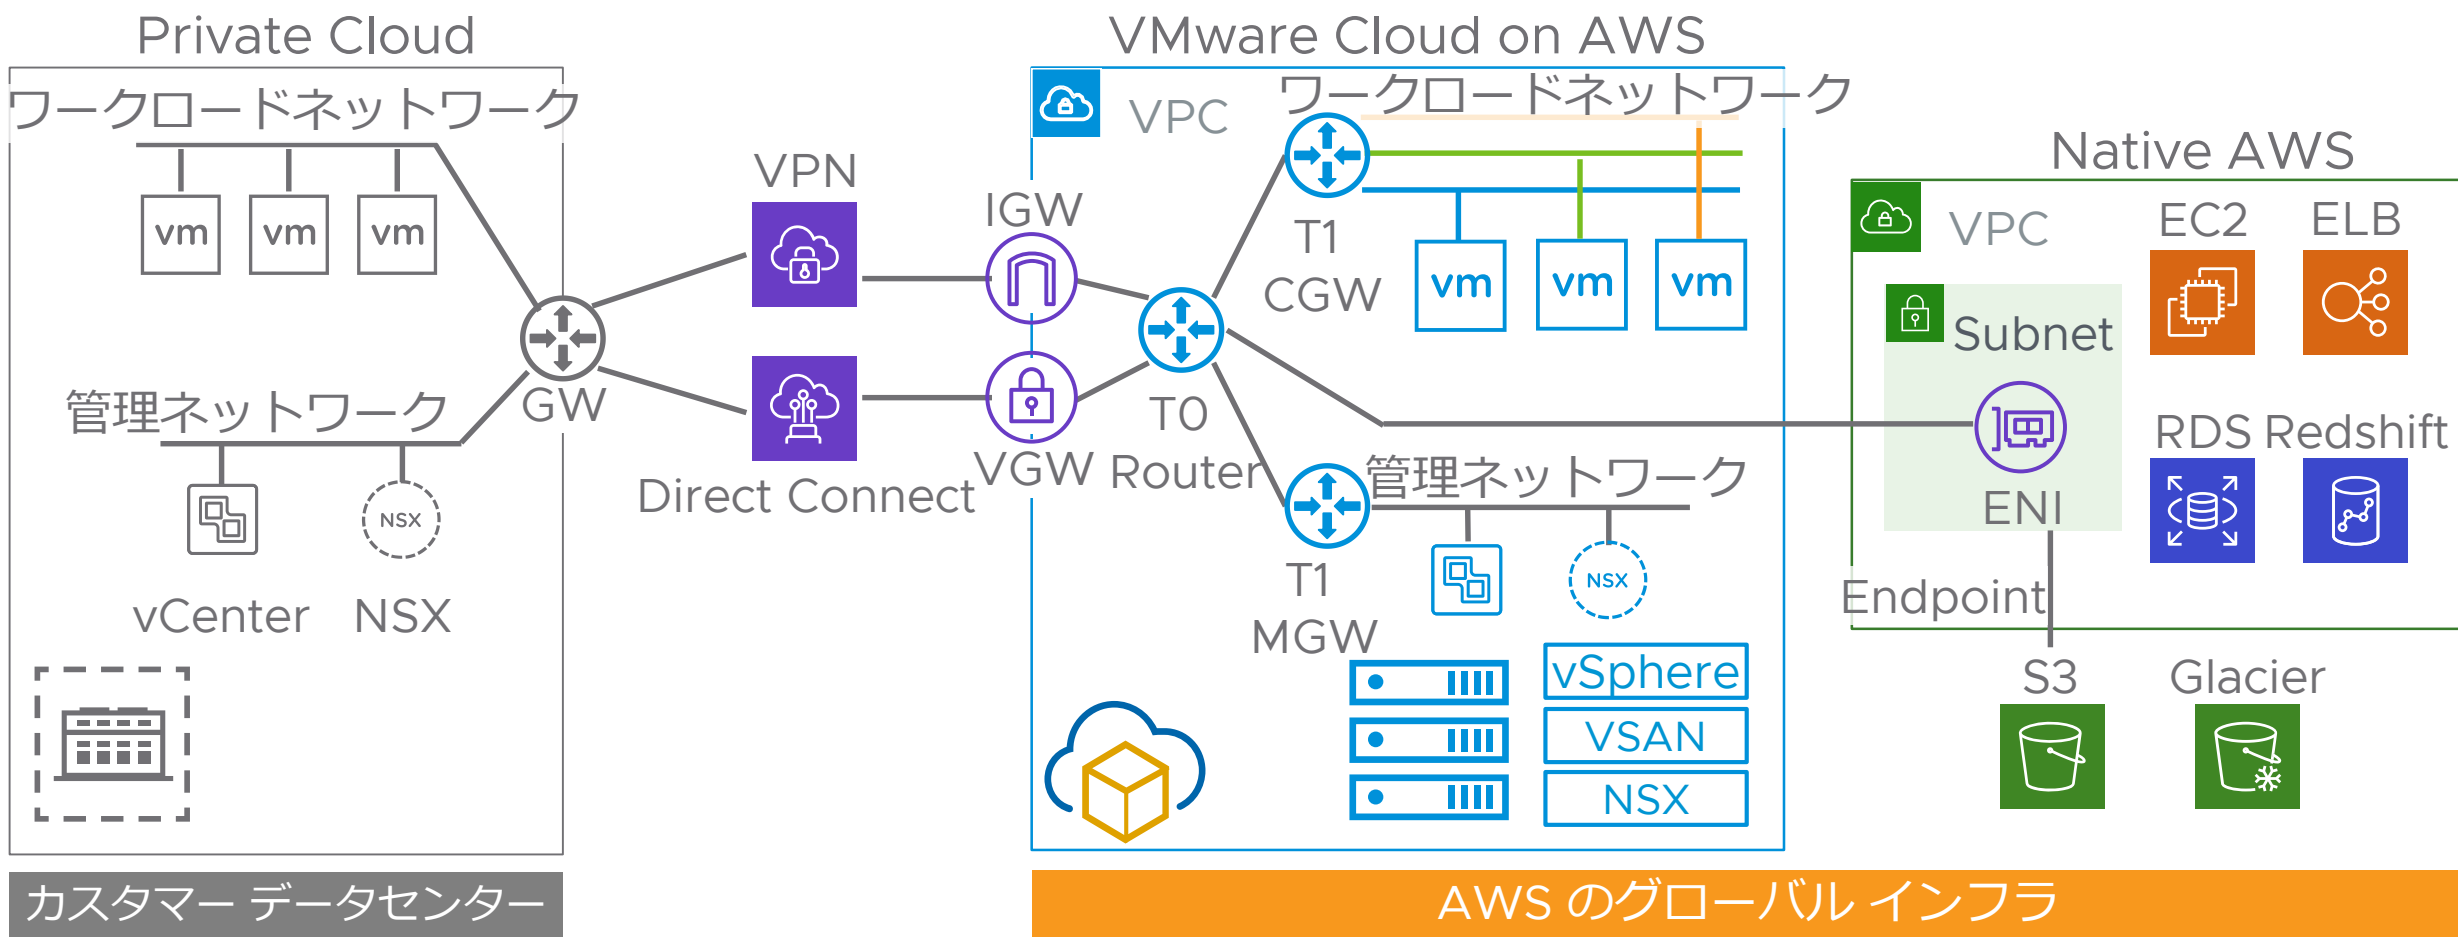 Private Cloud
ワークロードネットワーク
vm
vm
vm
管理ネットワーク
GW
NSX
vCenter
NSX
カスタマー データセンター
VPN
Direct Connect
VMware Cloud on AWS
VPC
ワークロードネットワーク
IGW
VGW
T0
Router
T1
CGW
vm
vm
vm
管理ネットワーク
T1
MGW
NSX
vSphere
VSAN
NSX
Native AWS
VPC
Subnet
ENI
Endpoint
EC2
ELB
RDS
Redshift
S3
Glacier
AWS のグローバル インフラ